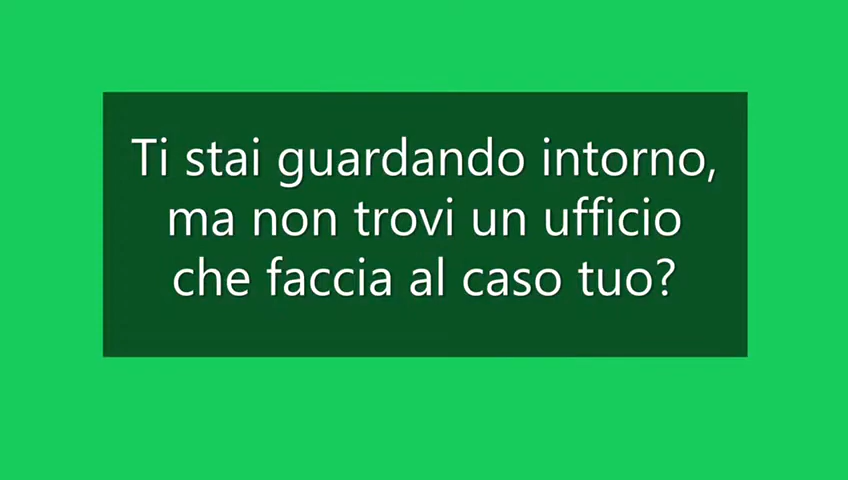 Ti stai guardando intorno,
ma non trovi un ufficio
che faccia al caso tuo?